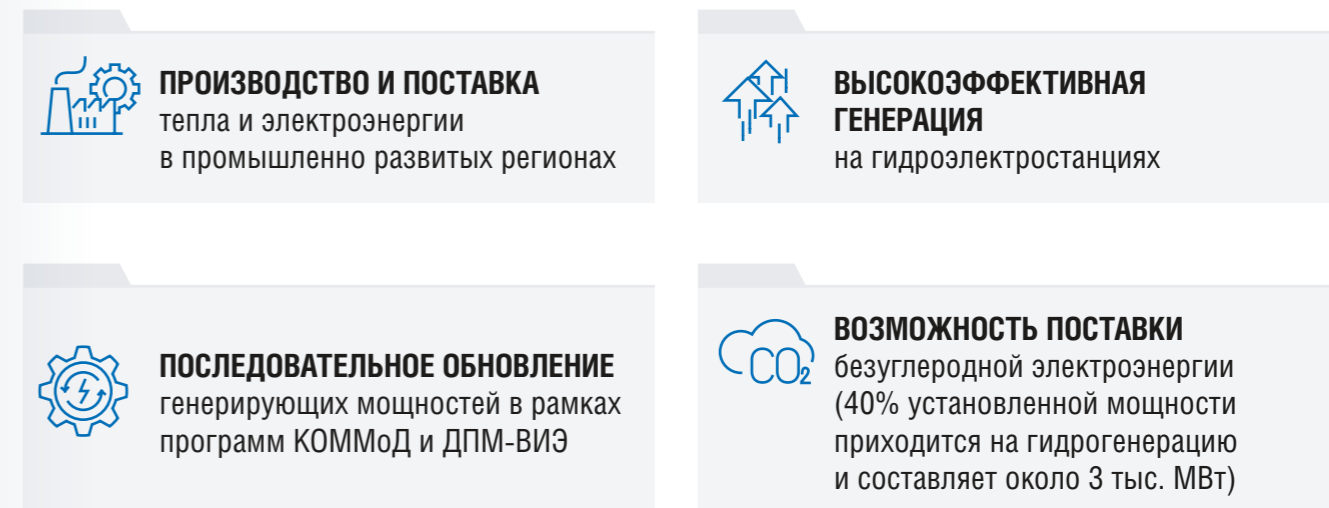 ПРОИЗВОДСТВО И ПОСТАВКА
тепла и электроэнергии
в промышленно развитых регионах
ВЫСОКОЭФФЕКТИВНАЯ
ГЕНЕРАЦИЯ
на гидроэлектростанциях
ПОСЛЕДОВАТЕЛЬНОЕ ОБНОВЛЕНИЕ
генерирующих мощностей в рамках
программ КОММоД и ДПМ-ВИЭ
CO2
ВОЗМОЖНОСТЬ ПОСТАВКИ
безуглеродной электроэнергии
(40% установленной мощности
приходится на гидрогенерацию
и составляет около 3 тыс. МВт)